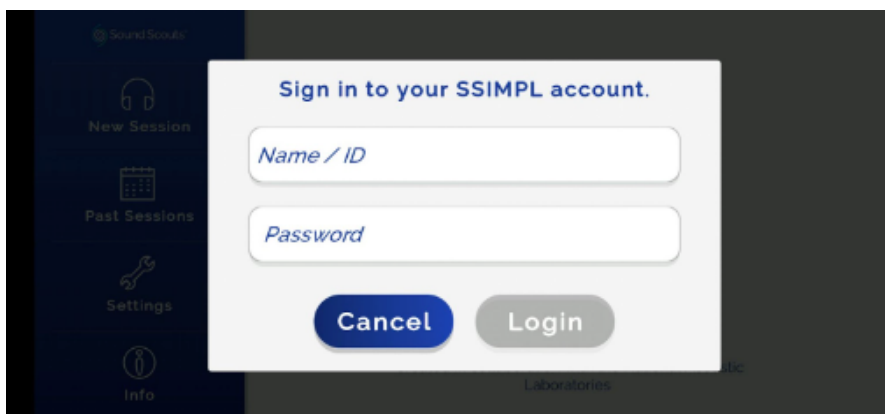 Sound Scouts
New Session
Past Sessions
Settings
Info
Sign in to your SSIMPL account.
Name / ID
Password
Cancel
Login
Laboratories